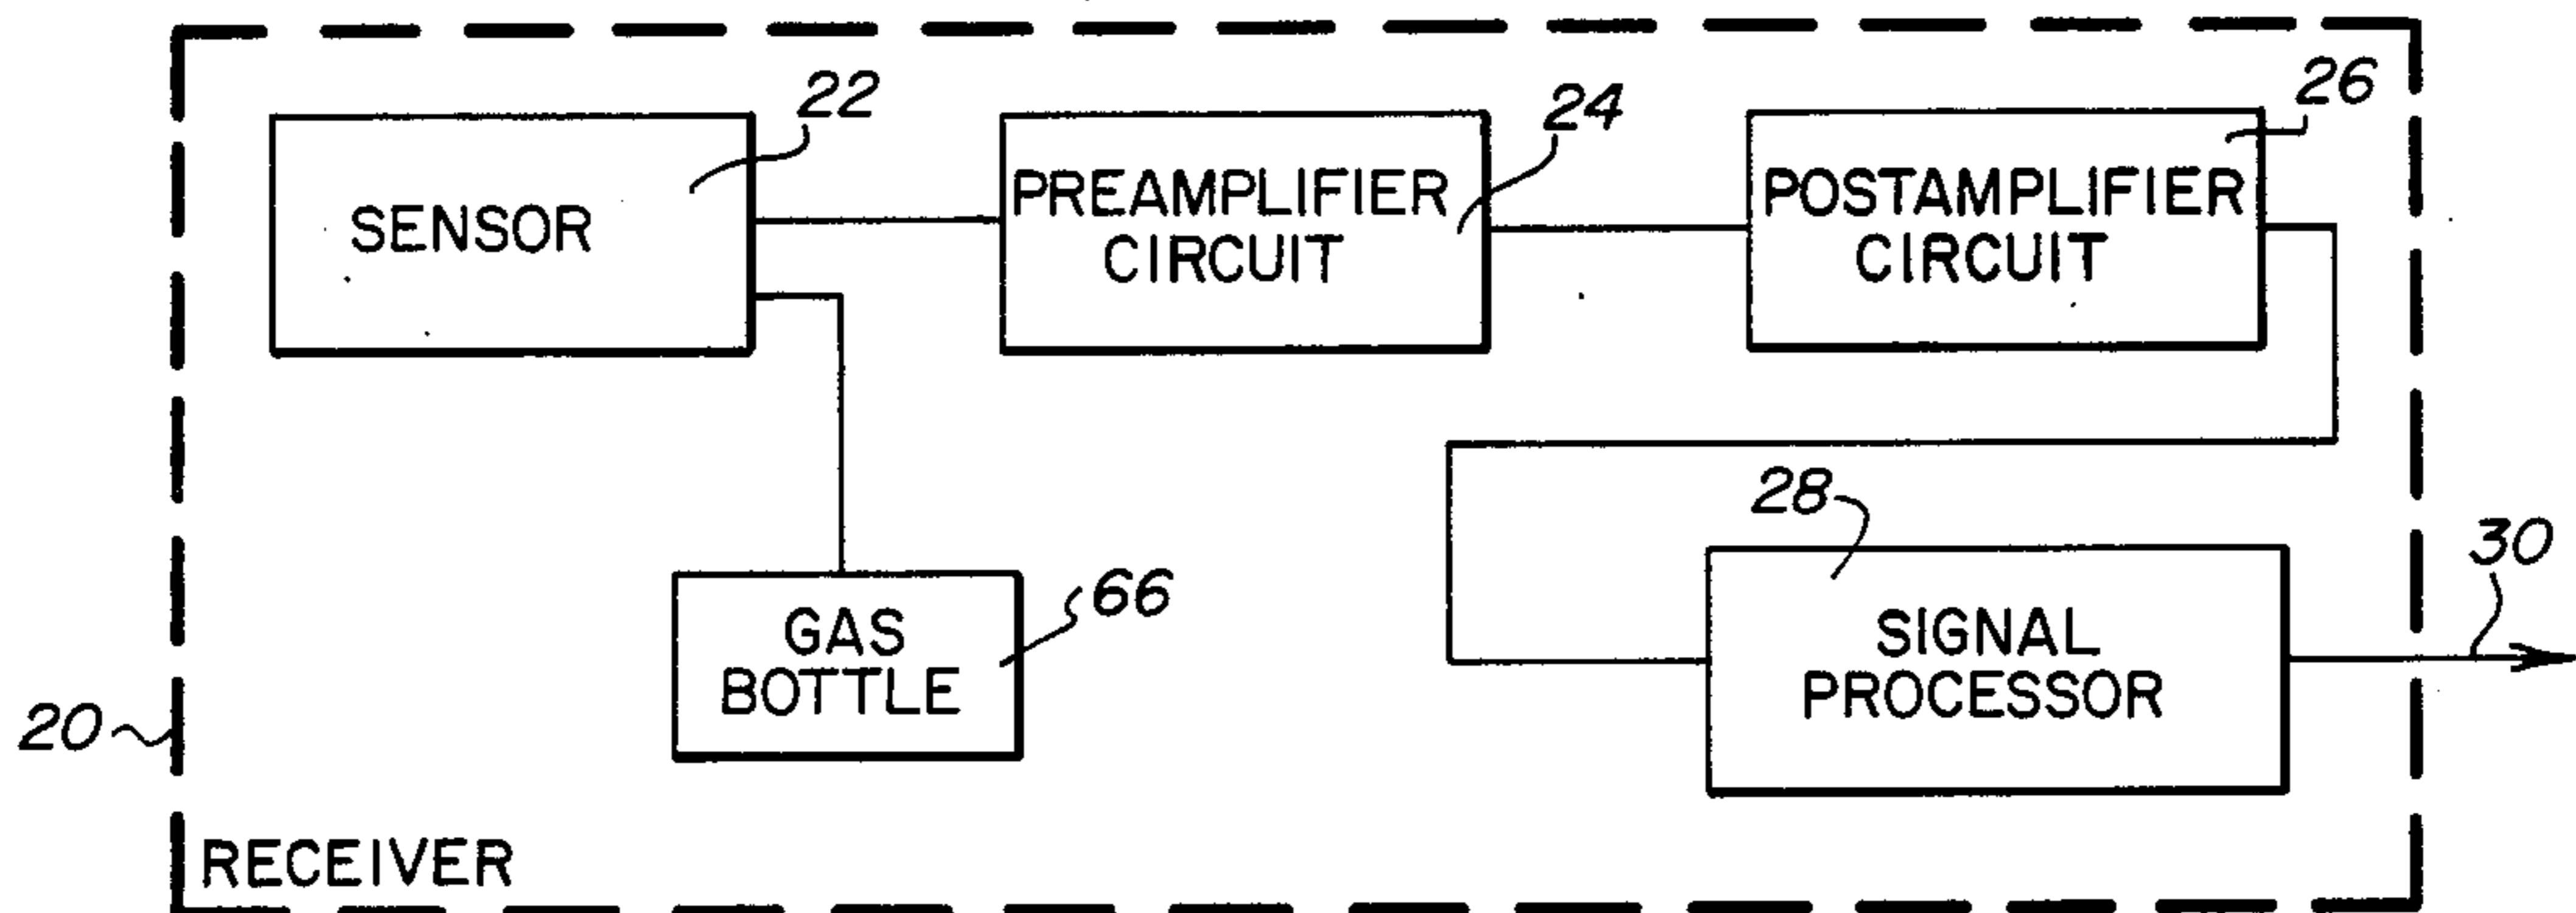 22
SENSOR
24
PREAMPLIFIER
CIRCUIT
26
POSTAMPLIFIER
CIRCUIT
28
SIGNAL
PROCESSOR
30
66
GAS
BOTTLE
20
RECEIVER